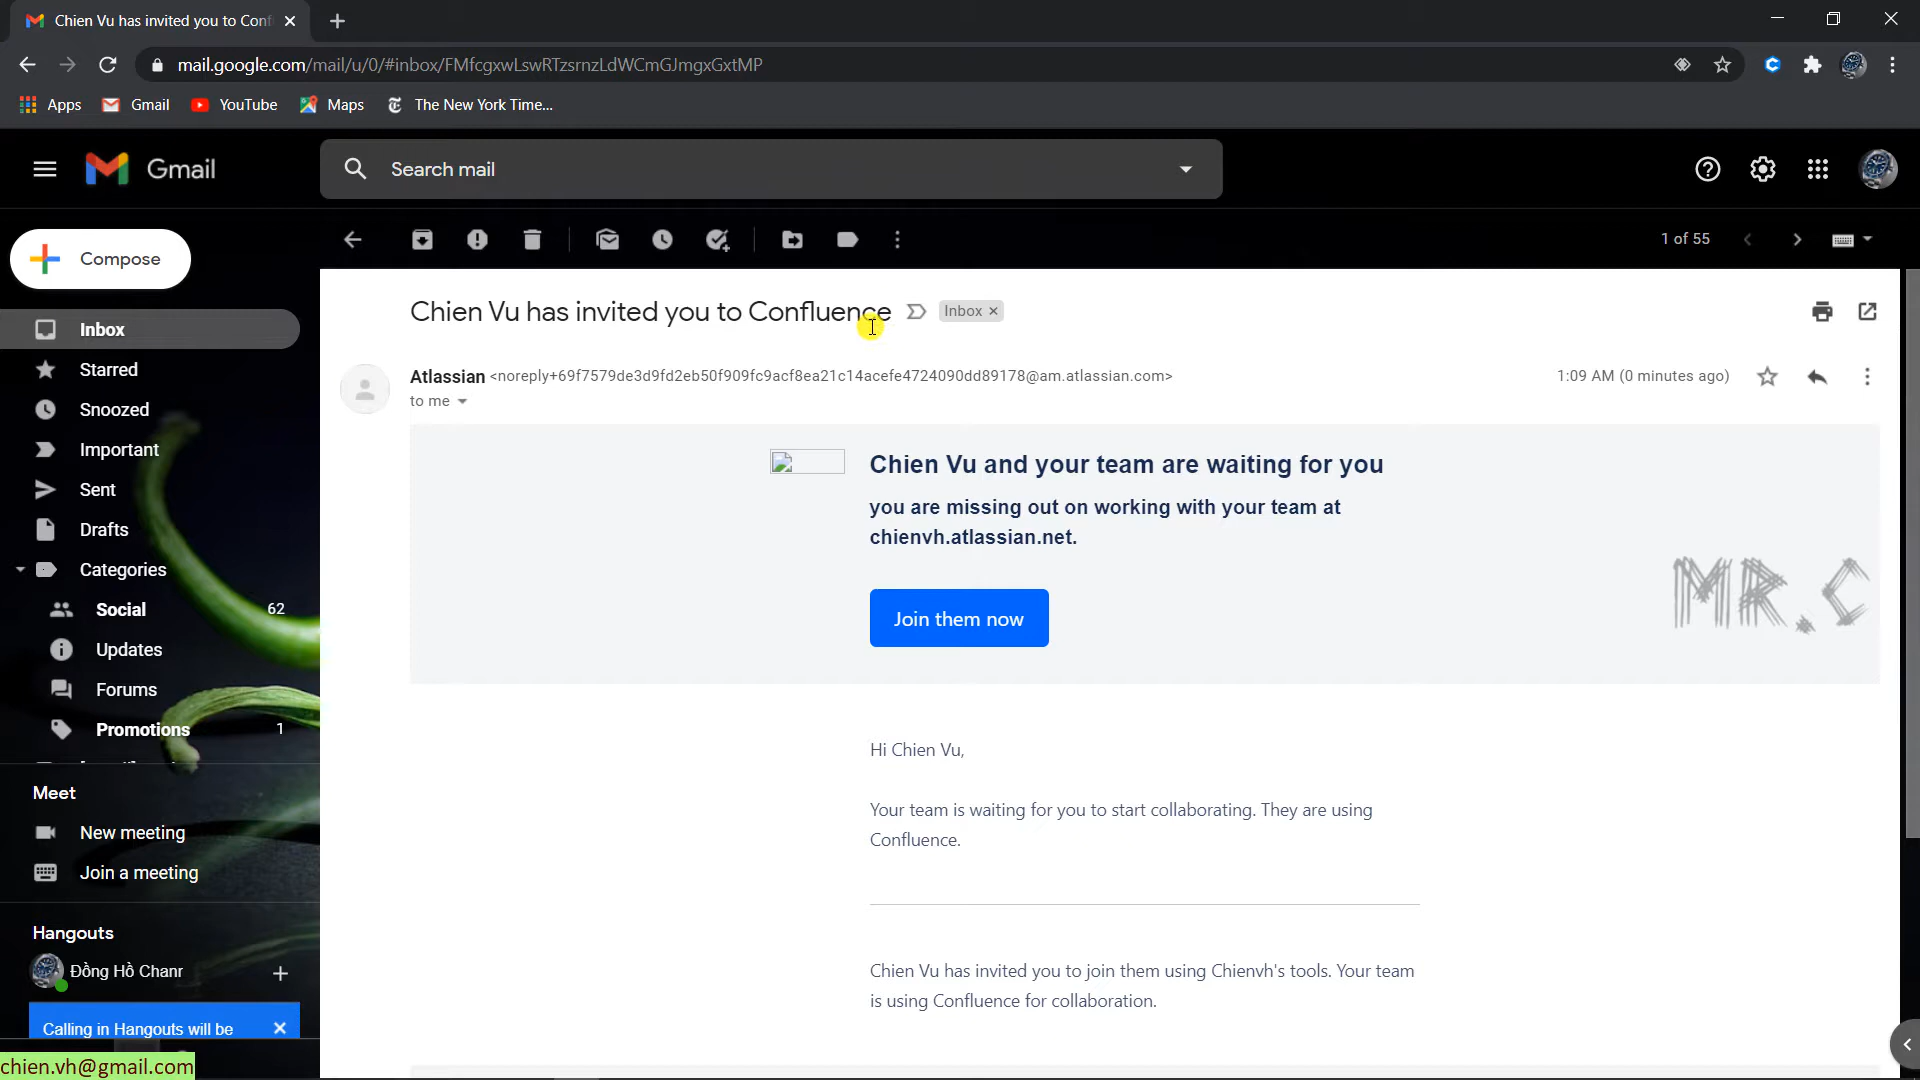 Chien Vu has invited you to Conf
mail.google.com/mail/u/0/#inbox/FMfcgxwLswRTzsrnzLdWCmGJmgxGxtMP
Apps Gmail YouTube Maps The New York Time...
Gmail
Search mail
Compose
1 of 55
Inbox
Starred
Snoozed
Important
Sent
Drafts
Categories
Social 62
Updates
Forums
Promotions 1
Meet
New meeting
Join a meeting
Hangouts
Đồng Hồ Chanr
Calling in Hangouts will be
chien.vh@gmail.com
Chien Vu has invited you to Confluence Inbox
Atlassian <noreply+69f7579de3d9fd2eb50f909fc9acf8ea21c14acefe4724090dd89178@am.atlassian.com> 1:09 AM (0 minutes ago)
to me
Chien Vu and your team are waiting for you
you are missing out on working with your team at
chienvh.atlassian.net.
Join them now
MR.C
Hi Chien Vu,
Your team is waiting for you to start collaborating. They are using
Confluence.
Chien Vu has invited you to join them using Chienvh's tools. Your team
is using Confluence for collaboration.